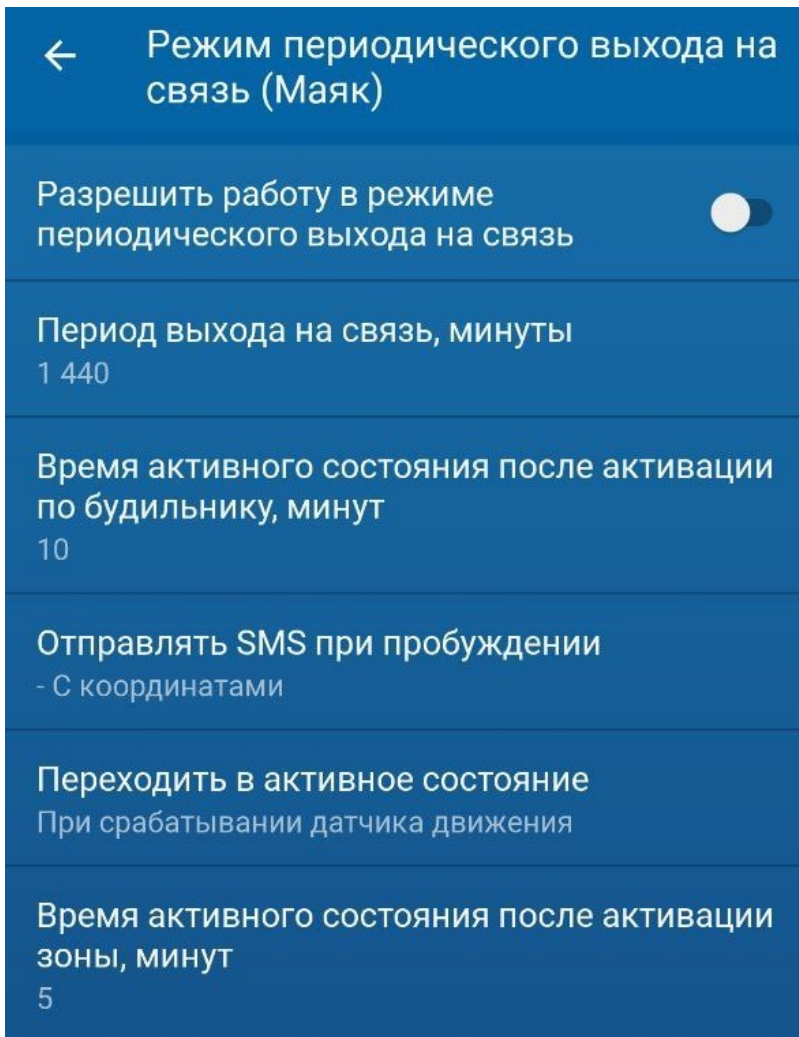 Режим периодического выхода на
связь (Маяк)
Разрешить работу в режиме
периодического выхода на связь
Период выхода на связь, минуты
1 440
Время активного состояния после активации
по будильнику, минут
10
Отправлять SMS при пробуждении
- С координатами
Переходить в активное состояние
При срабатывании датчика движения
Время активного состояния после активации
зоны, минут
5